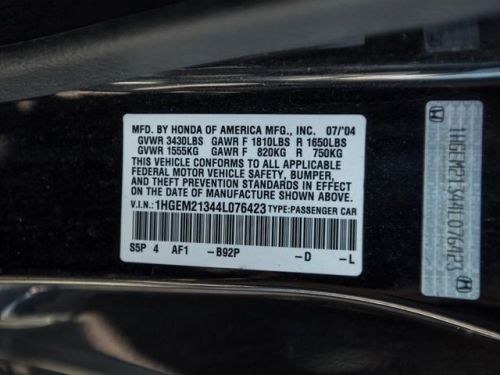 MFD. BY HONDA OF AMERICA MFG., INC. 07/'04
GVWR 3430LBS GAWR F 1810LBS R 1650LBS
GVWR 1555KG GAWR F 820KG R 750KG
THIS VEHICLE CONFORMS TO ALL APPLICABLE
FEDERAL MOTOR VEHICLE SAFETY, BUMPER,
AND THEFT PREVENTION STANDARDS IN EFFECT
ON THE DATE OF MANUFACTURE SHOWN ABOVE.
V.I.N.: 1HGEM21344L076423 TYPE:PASSENGER CAR
S5P 4 AF1 -B92P -D -L
1HGEM21344L076423